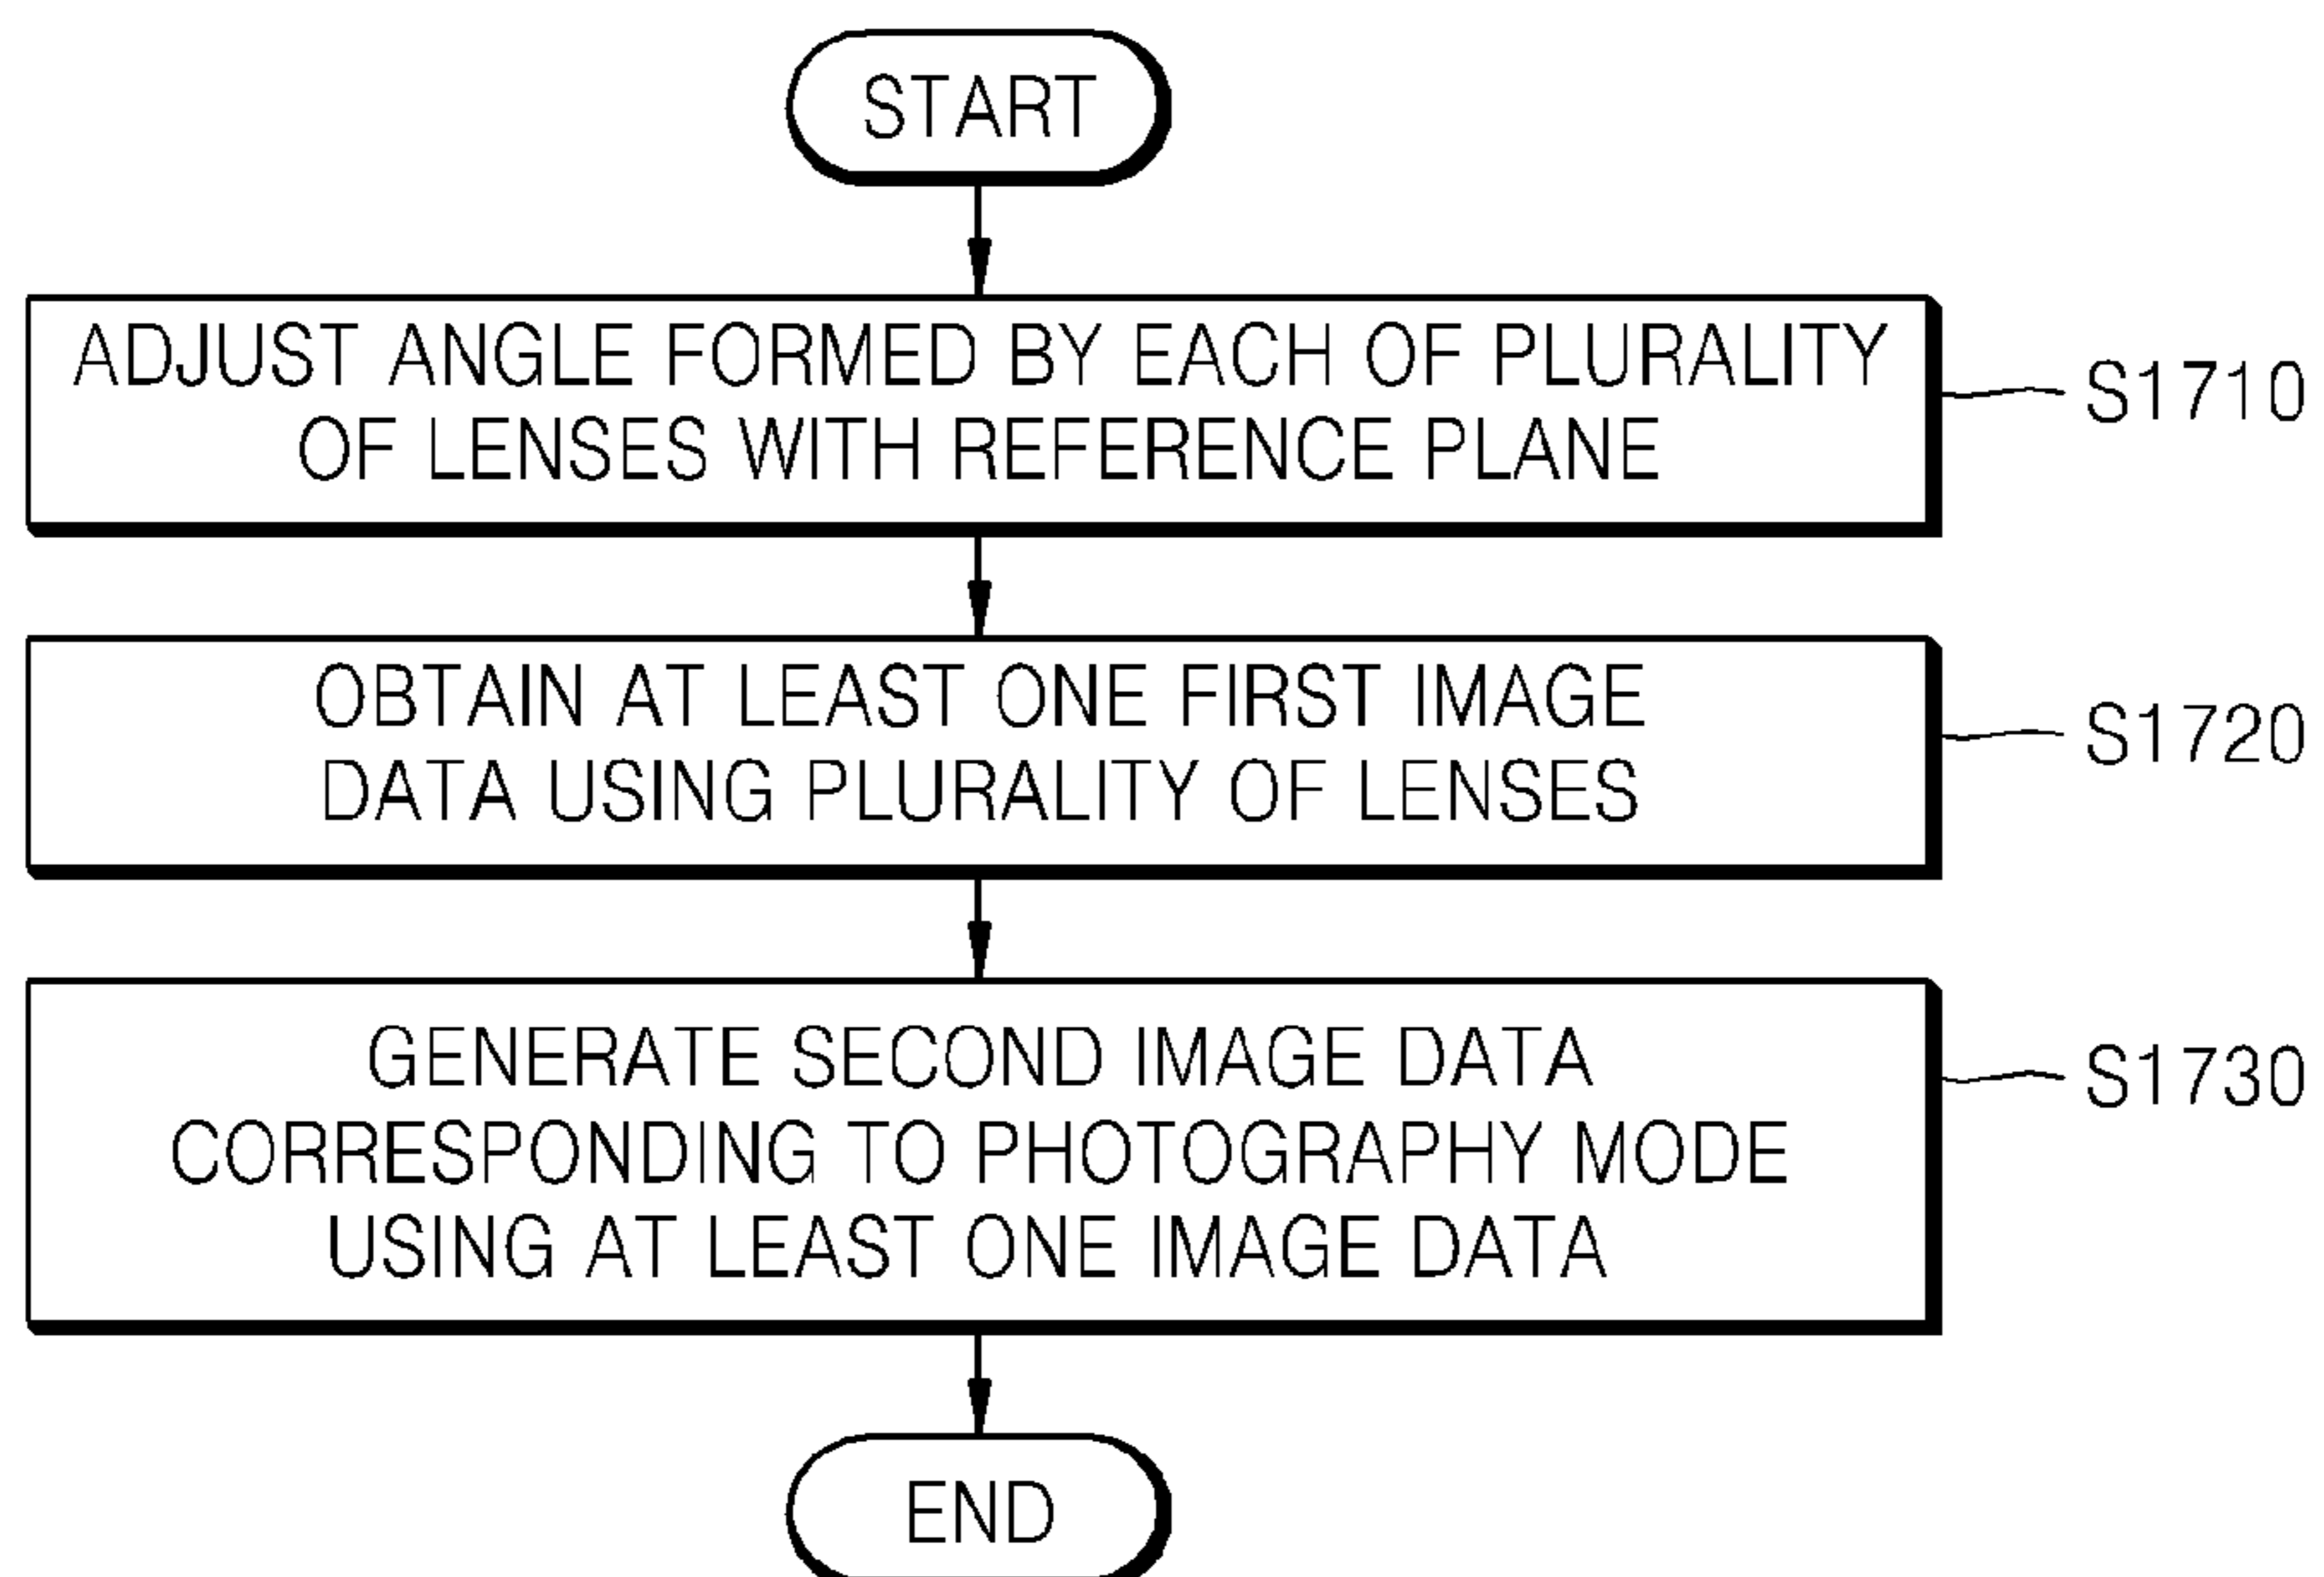 START
ADJUST ANGLE FORMED BY EACH OF PLURALITY
OF LENSES WITH REFERENCE PLANE
S1710
OBTAIN AT LEAST ONE FIRST IMAGE
DATA USING PLURALITY OF LENSES
S1720
GENERATE SECOND IMAGE DATA
CORRESPONDING TO PHOTOGRAPHY MODE
USING AT LEAST ONE IMAGE DATA
S1730
END